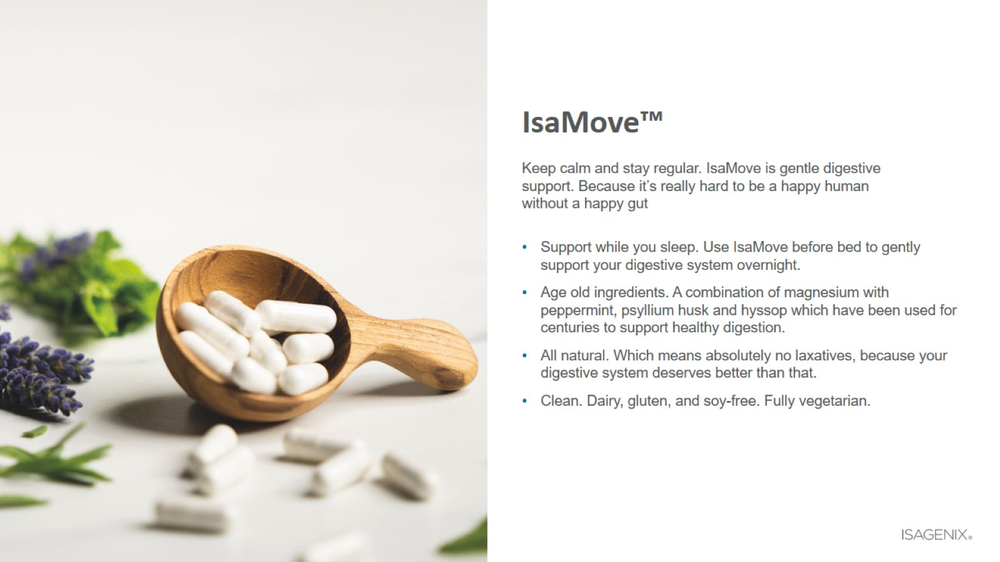 IsaMove™
Keep calm and stay regular. IsaMove is gentle digestive
support. Because it’s really hard to be a happy human
without a happy gut
• Support while you sleep. Use IsaMove before bed to gently
support your digestive system overnight.
• Age old ingredients. A combination of magnesium with
peppermint, psyllium husk and hyssop which have been used for
centuries to support healthy digestion.
• All natural. Which means absolutely no laxatives, because your
digestive system deserves better than that.
• Clean. Dairy, gluten, and soy-free. Fully vegetarian.
ISAGENIX®